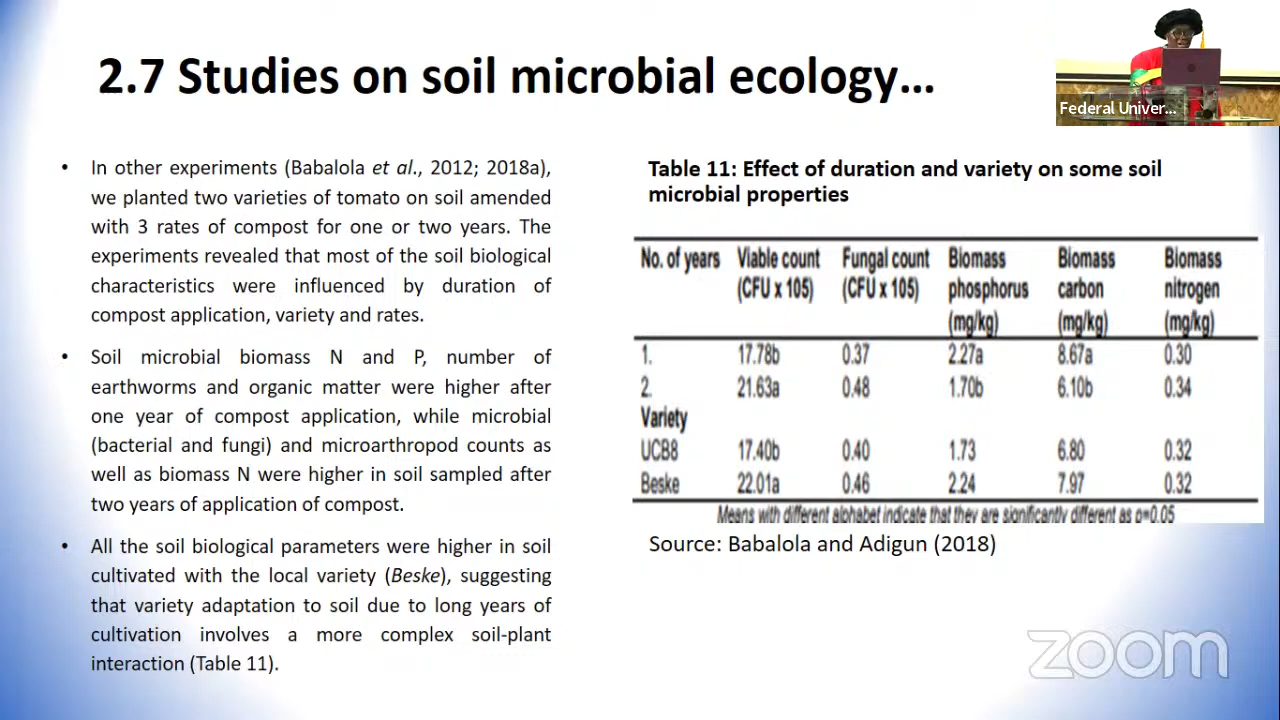 2.7 Studies on soil microbial ecology…
Federal Univer...
• In other experiments (Babalola et al., 2012; 2018a),
we planted two varieties of tomato on soil amended
with 3 rates of compost for one or two years. The
experiments revealed that most of the soil biological
characteristics were influenced by duration of
compost application, variety and rates.
• Soil microbial biomass N and P, number of
earthworms and organic matter were higher after
one year of compost application, while microbial
(bacterial and fungi) and microarthropod counts as
well as biomass N were higher in soil sampled after
two years of application of compost.
• All the soil biological parameters were higher in soil
cultivated with the local variety (Beske), suggesting
that variety adaptation to soil due to long years of
cultivation involves a more complex soil-plant
interaction (Table 11).
Table 11: Effect of duration and variety on some soil
microbial properties
No. of years Viable count Fungal count Biomass Biomass Biomass
(CFU x 105) (CFU x 105) phosphorus carbon nitrogen
(mg/kg) (mg/kg) (mg/kg)
1. 17.78b 0.37 2.27a 8.67a 0.30
2. 21.63a 0.48 1.70b 6.10b 0.34
Variety
UCB8 17.40b 0.40 1.73 6.80 0.32
Beske 22.01a 0.46 2.24 7.97 0.32
Means with different alphabet indicate that they are significantly different as p=0.05
Source: Babalola and Adigun (2018)
zoom